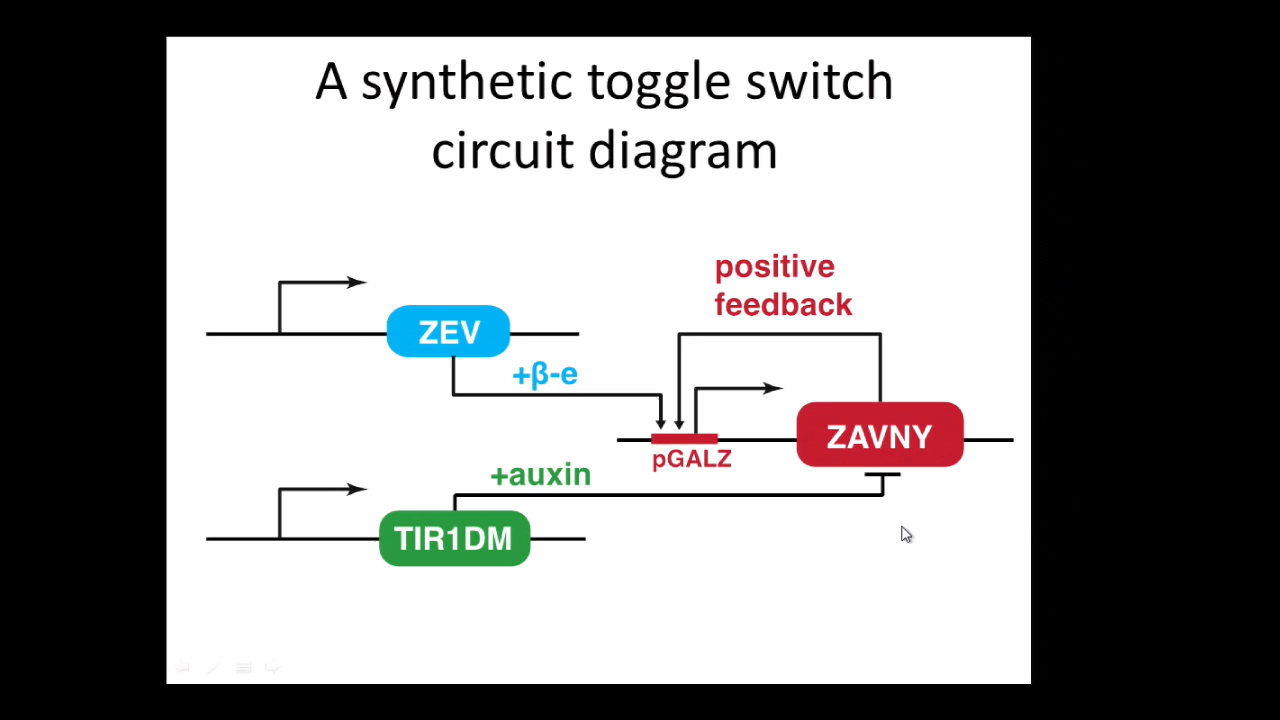 A synthetic toggle switch
circuit diagram
positive
feedback
ZEV
+β-e
ZAVNY
pGALZ
+auxin
TIR1DM